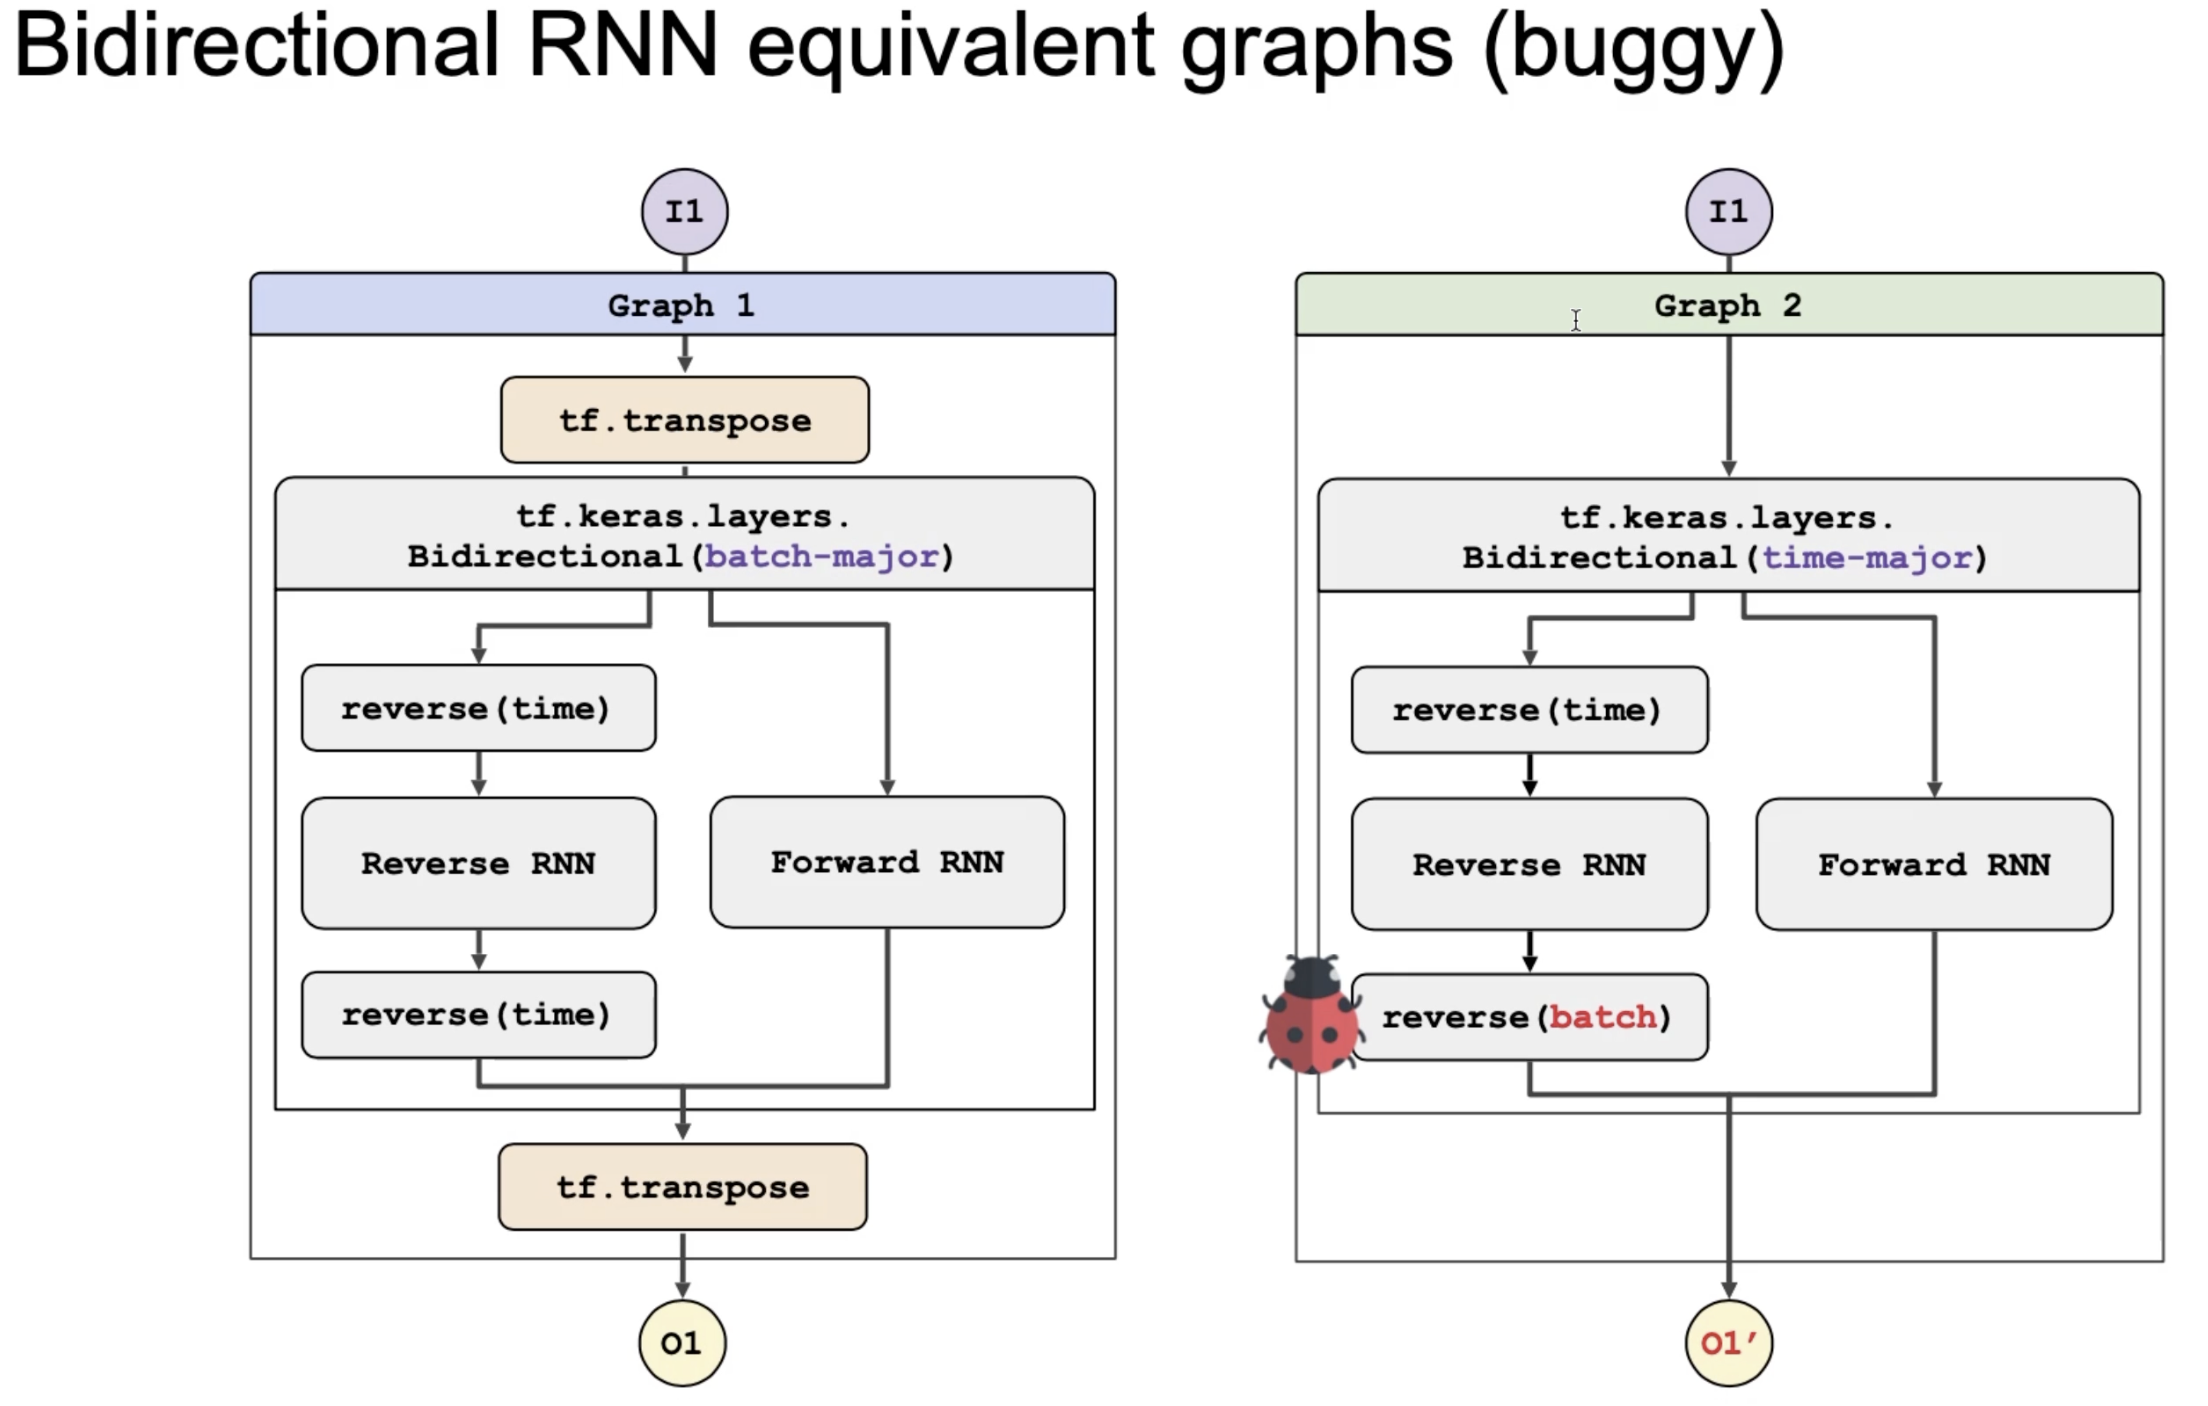 Bidirectional RNN equivalent graphs (buggy)
I1
Graph 1
tf.transpose
tf.keras.layers.
Bidirectional(batch-major)
reverse(time)
Reverse RNN
Forward RNN
reverse(time)
tf.transpose
O1
I1
Graph 2
tf.keras.layers.
Bidirectional(time-major)
reverse(time)
Reverse RNN
Forward RNN
reverse(batch)
O1′